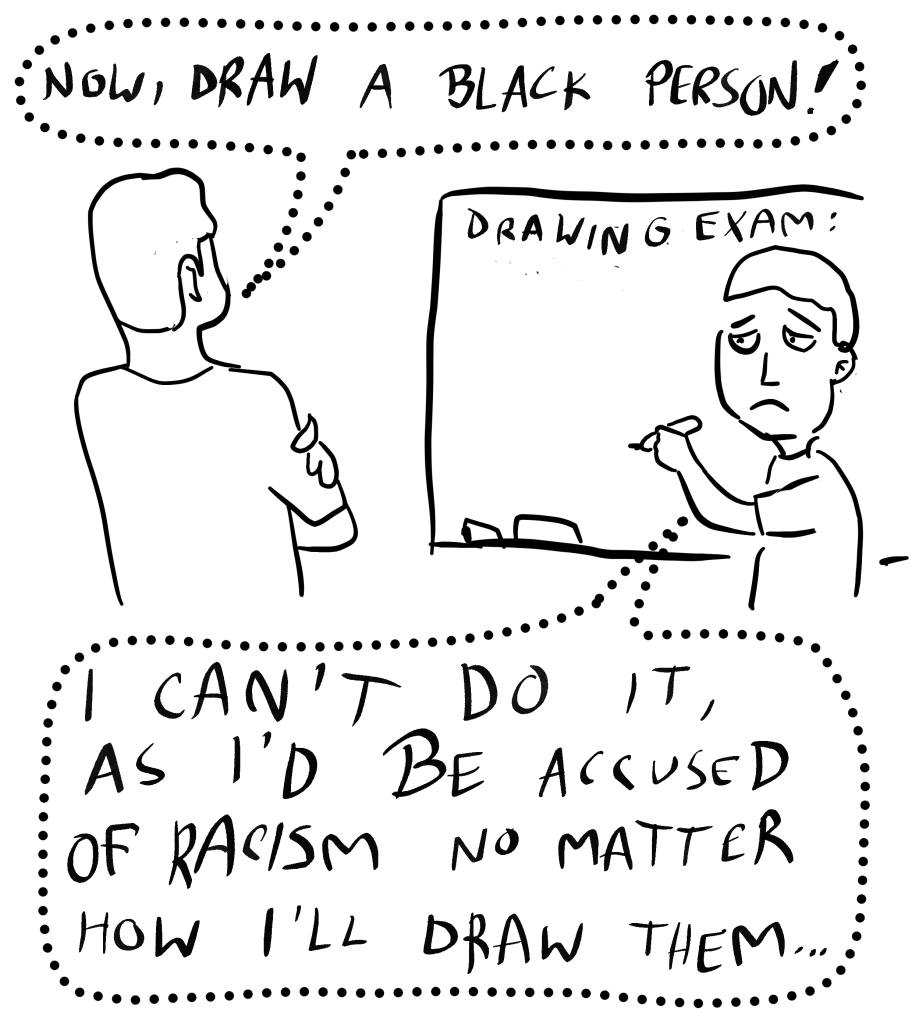 NOW, DRAW A BLACK PERSON!
DRAWING EXAM:
I CAN'T DO IT,
AS I'D BE ACCUSED
OF RACISM NO MATTER
HOW I'LL DRAW THEM...